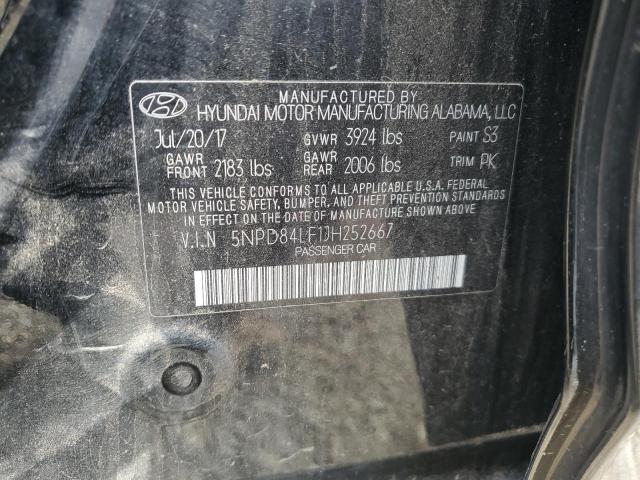 MANUFACTURED BY
HYUNDAI MOTOR MANUFACTURING ALABAMA, LLC
Jul/20/17 GVWR 3924 lbs PAINT S3
GAWR FRONT 2183 lbs GAWR REAR 2006 lbs TRIM PK
THIS VEHICLE CONFORMS TO ALL APPLICABLE U.S.A. FEDERAL
MOTOR VEHICLE SAFETY, BUMPER, AND THEFT PREVENTION STANDARDS
IN EFFECT ON THE DATE OF MANUFACTURE SHOWN ABOVE.
V.I.N 5NPD84LF1JH252667
PASSENGER CAR